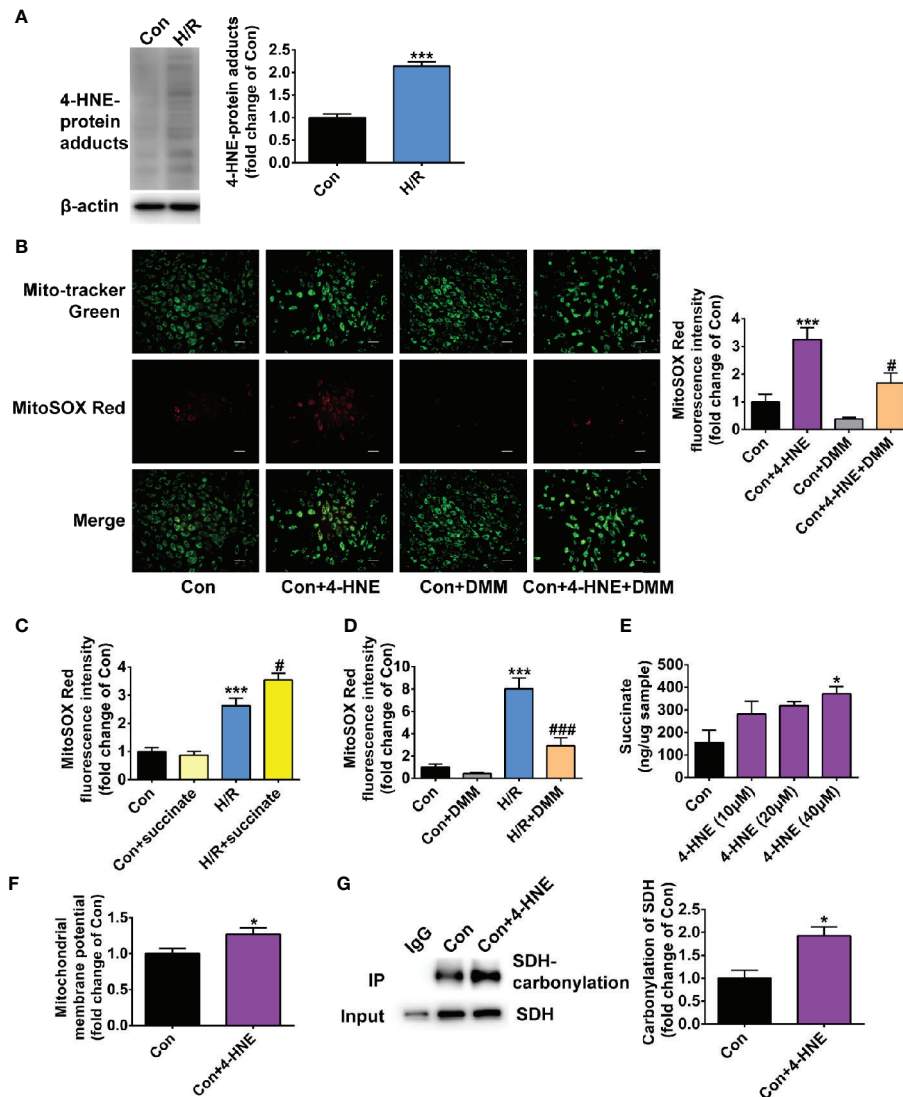 A
Con
H/R
4-HNE-
protein
adducts
β-actin
4-HNE-protein adducts
(fold change of Con)
2.5
2.0
1.5
1.0
0.5
0.0
***
Con
H/R
B
Mito-tracker
Green
MitoSOX Red
Merge
Con
Con+4-HNE
Con+DMM
Con+4-HNE+DMM
MitoSOX Red
fluorescence intensity
(fold change of Con)
4
3
2
1
0
***
#
Con
Con+4-HNE
Con+DMM
Con+4-HNE+DMM
C
MitoSOX Red
fluorescence intensity
(fold change of Con)
4
3
2
1
0
***
#
Con
Con+succinate
H/R
H/R+succinate
D
MitoSOX Red
fluorescence intensity
(fold change of Con)
10
8
6
4
2
0
***
###
Con
Con+DMM
H/R
H/R+DMM
E
Succinate
(ng/ug sample)
500
400
300
200
100
0
*
Con
4-HNE (10μM)
4-HNE (20μM)
4-HNE (40μM)
F
Mitochondrial
membrane potential
(fold change of Con)
1.5
1.0
0.5
0.0
*
Con
Con+4-HNE
G
IgG
Con
Con+4-HNE
IP
SDH-
carbonylation
Input
SDH
Carbonylation of SDH
(fold change of Con)
2.5
2.0
1.5
1.0
0.5
0.0
*
Con
Con+4-HNE